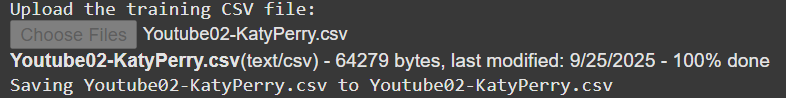 Upload the training CSV file:
Choose Files Youtube02-KatyPerry.csv
Youtube02-KatyPerry.csv(text/csv) - 64279 bytes, last modified: 9/25/2025 - 100% done
Saving Youtube02-KatyPerry.csv to Youtube02-KatyPerry.csv